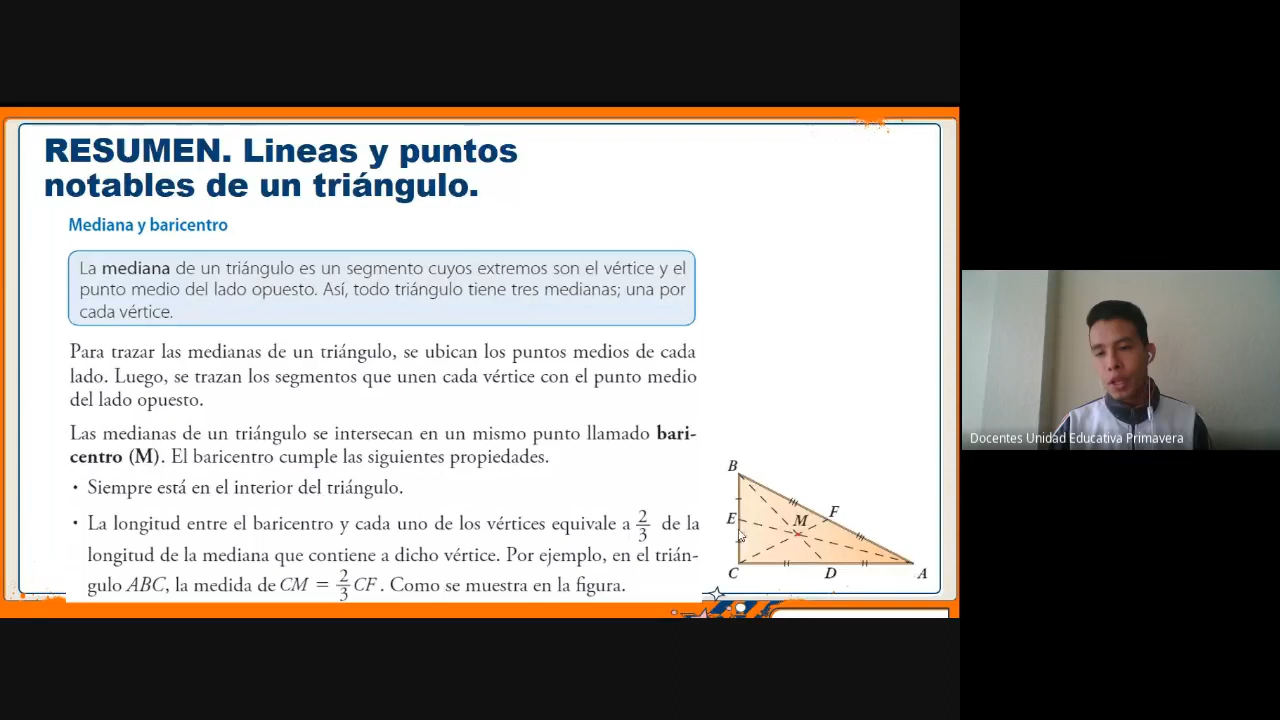 RESUMEN. Lineas y puntos
notables de un triángulo.
Mediana y baricentro
La mediana de un triángulo es un segmento cuyos extremos son el vértice y el
punto medio del lado opuesto. Así, todo triángulo tiene tres medianas; una por
cada vértice.
Para trazar las medianas de un triángulo, se ubican los puntos medios de cada
lado. Luego, se trazan los segmentos que unen cada vértice con el punto medio
del lado opuesto.
Las medianas de un triángulo se intersecan en un mismo punto llamado bari-
centro (M). El baricentro cumple las siguientes propiedades.
• Siempre está en el interior del triángulo.
• La longitud entre el baricentro y cada uno de los vértices equivale a 2/3 de la
longitud de la mediana que contiene a dicho vértice. Por ejemplo, en el trián-
gulo ABC, la medida de CM = 2/3 CF. Como se muestra en la figura.
B
E
M
F
C
D
A
Docentes Unidad Educativa Primavera